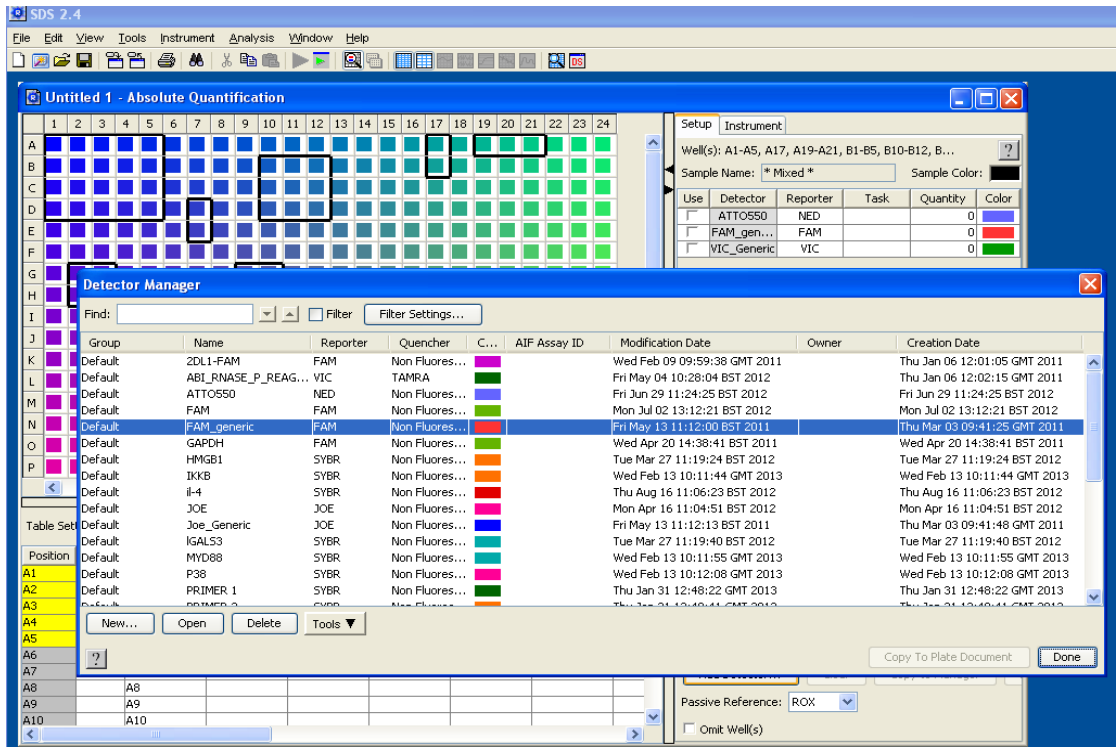 SDS 2.4
File Edit View Tools Instrument Analysis Window Help
DS
Untitled 1 - Absolute Quantification
1 2 3 4 5 6 7 8 9 10 11 12 13 14 15 16 17 18 19 20 21 22 23 24
A
B
C
D
E
F
G
H
I
J
K
L
M
N
O
P
Setup Instrument
Well(s): A1-A5, A17, A19-A21, B1-B5, B10-B12, B... ?
Sample Name: * Mixed * Sample Color:
Use Detector Reporter Task Quantity Color
ATTO550 NED 0
FAM_gen... FAM 0
VIC_Generic VIC 0
Detector Manager
Find: Filter Filter Settings...
Group Name Reporter Quencher C... AIF Assay ID Modification Date Owner Creation Date
Default 2DL1-FAM FAM Non Fluores... Wed Feb 09 09:59:38 GMT 2011 Thu Jan 06 12:01:05 GMT 2011
Default ABI_RNASE_P_REAG... VIC TAMRA Fri May 04 10:28:04 BST 2012 Thu Jan 06 12:02:15 GMT 2011
Default ATTO550 NED Non Fluores... Fri Jun 29 11:24:25 BST 2012 Fri Jun 29 11:24:25 BST 2012
Default FAM FAM Non Fluores... Mon Jul 02 13:12:21 BST 2012 Mon Jul 02 13:12:21 BST 2012
Default FAM_generic FAM Non Fluores... Fri May 13 11:12:00 BST 2011 Thu Mar 03 09:41:25 GMT 2011
Default GAPDH FAM Non Fluores... Wed Apr 20 14:38:41 BST 2011 Wed Apr 20 14:38:41 BST 2011
Default HMGB1 SYBR Non Fluores... Tue Mar 27 11:19:24 BST 2012 Tue Mar 27 11:19:24 BST 2012
Default IKKB SYBR Non Fluores... Wed Feb 13 10:11:44 GMT 2013 Wed Feb 13 10:11:44 GMT 2013
Default il-4 SYBR Non Fluores... Thu Aug 16 11:06:23 BST 2012 Thu Aug 16 11:06:23 BST 2012
Default JOE JOE Non Fluores... Mon Apr 16 11:04:51 BST 2012 Mon Apr 16 11:04:51 BST 2012
Default Joe_Generic JOE Non Fluores... Fri May 13 11:12:13 BST 2011 Thu Mar 03 09:41:48 GMT 2011
Default lGALS3 SYBR Non Fluores... Tue Mar 27 11:19:40 BST 2012 Tue Mar 27 11:19:40 BST 2012
Default MYD88 SYBR Non Fluores... Wed Feb 13 10:11:55 GMT 2013 Wed Feb 13 10:11:55 GMT 2013
Default P38 SYBR Non Fluores... Wed Feb 13 10:12:08 GMT 2013 Wed Feb 13 10:12:08 GMT 2013
Default PRIMER 1 SYBR Non Fluores... Thu Jan 31 12:48:22 GMT 2013 Thu Jan 31 12:48:22 GMT 2013
New... Open Delete Tools
? Copy To Plate Document Done
Table Set
Position
A1
A2
A3
A4
A5
A6
A7
A8 A8
A9 A9
A10 A10
Passive Reference: ROX
Omit Well(s)